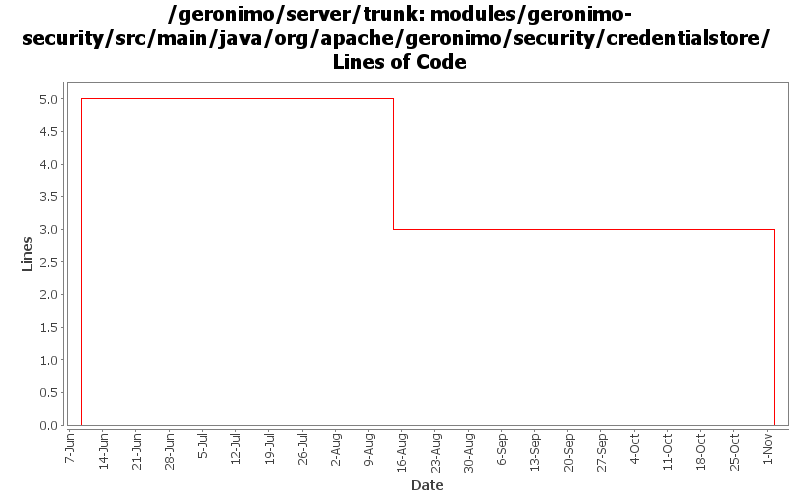 /geronimo/server/trunk: modules/geronimo-
security/src/main/java/org/apache/geronimo/security/credentialstore/
Lines of Code
5.0
4.5
4.0
3.5
3.0
2.5
2.0
1.5
1.0
0.5
0.0
Lines
7-Jun
14-Jun
21-Jun
28-Jun
5-Jul
12-Jul
19-Jul
26-Jul
2-Aug
9-Aug
16-Aug
23-Aug
30-Aug
6-Sep
13-Sep
20-Sep
27-Sep
4-Oct
11-Oct
18-Oct
25-Oct
1-Nov
Date